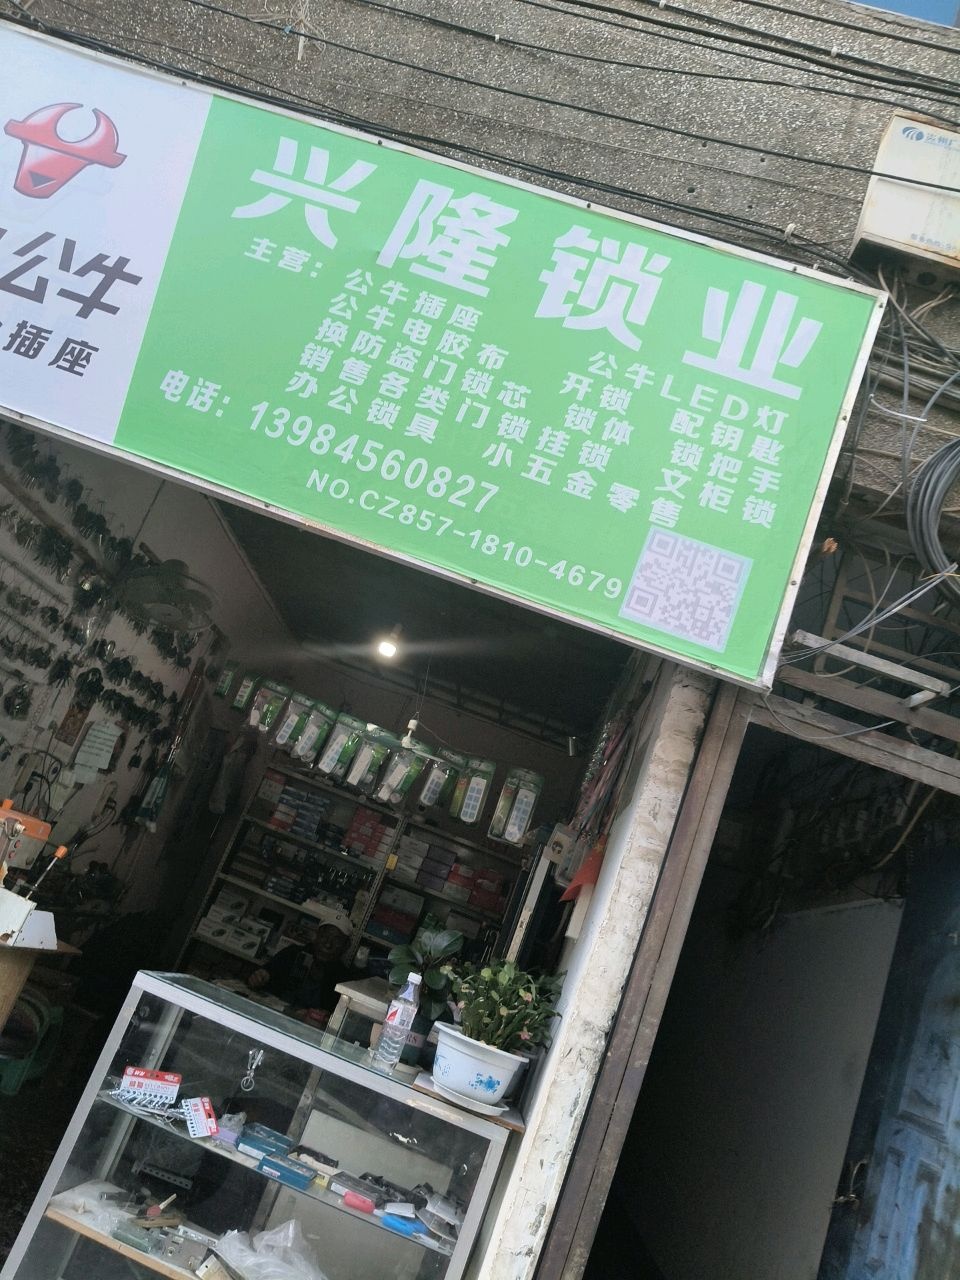 兴隆锁业
公牛
插座
主营：公牛插座 公牛LED灯
公牛电胶布 开锁 配钥匙
换防盗门锁芯 锁体 锁把手
销售各类门锁挂锁 文柜锁
办公锁具 小五金零售
电话：13984560827
NO.CZ857-1810-4679